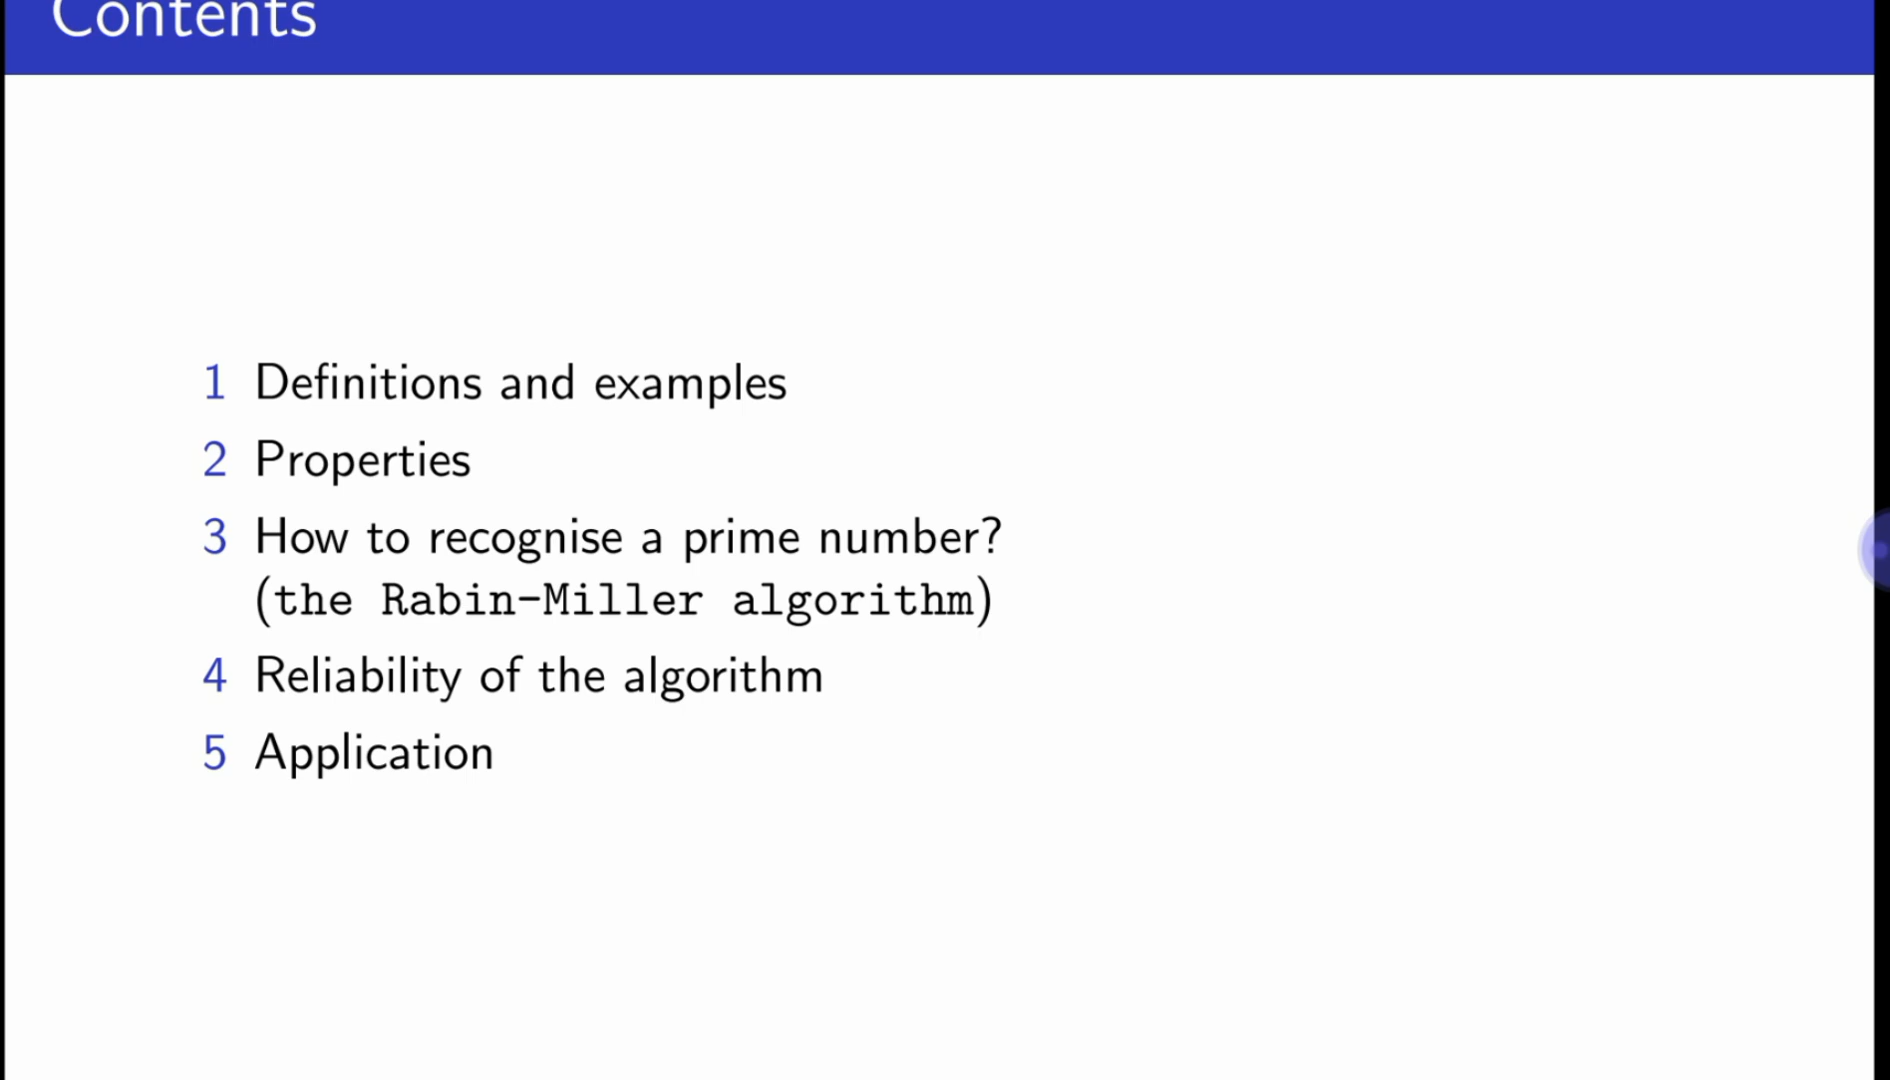 Contents
1 Definitions and examples
2 Properties
3 How to recognise a prime number?
(the Rabin-Miller algorithm)
4 Reliability of the algorithm
5 Application